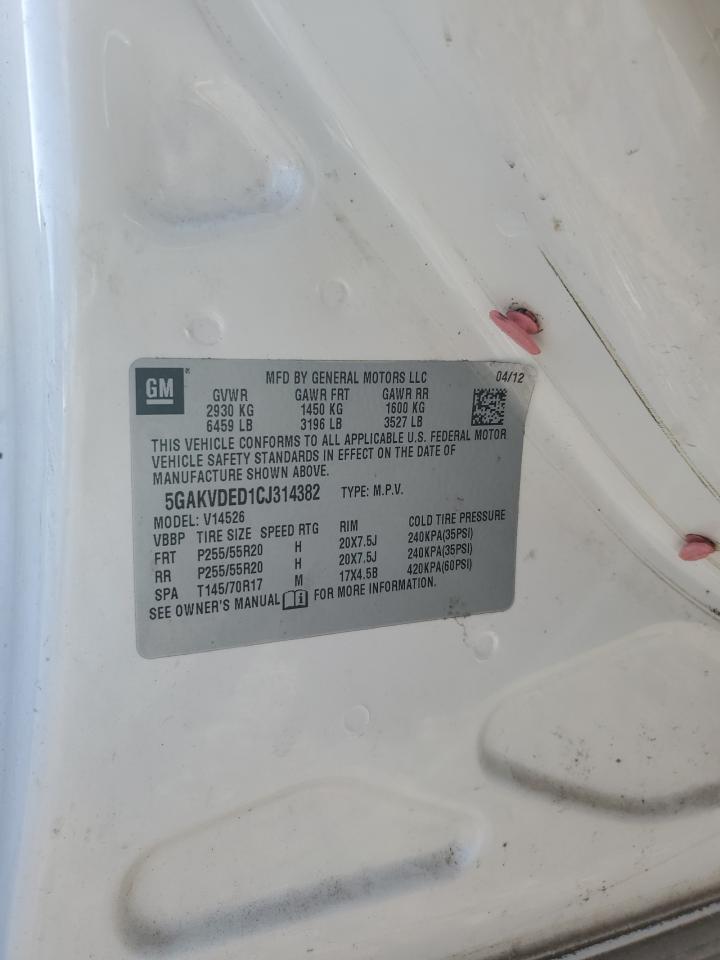 GM ® MFD BY GENERAL MOTORS LLC 04/12
GVWR GAWR FRT GAWR RR
2930 KG 1450 KG 1600 KG
6459 LB 3196 LB 3527 LB
THIS VEHICLE CONFORMS TO ALL APPLICABLE U.S. FEDERAL MOTOR
VEHICLE SAFETY STANDARDS IN EFFECT ON THE DATE OF
MANUFACTURE SHOWN ABOVE.
5GAKVDED1CJ314382 TYPE: M.P.V.
MODEL: V14526
VBBP TIRE SIZE SPEED RTG RIM COLD TIRE PRESSURE
FRT P255/55R20 H 20X7.5J 240KPA(35PSI)
RR P255/55R20 H 20X7.5J 240KPA(35PSI)
SPA T145/70R17 M 17X4.5B 420KPA(60PSI)
SEE OWNER'S MANUAL FOR MORE INFORMATION.